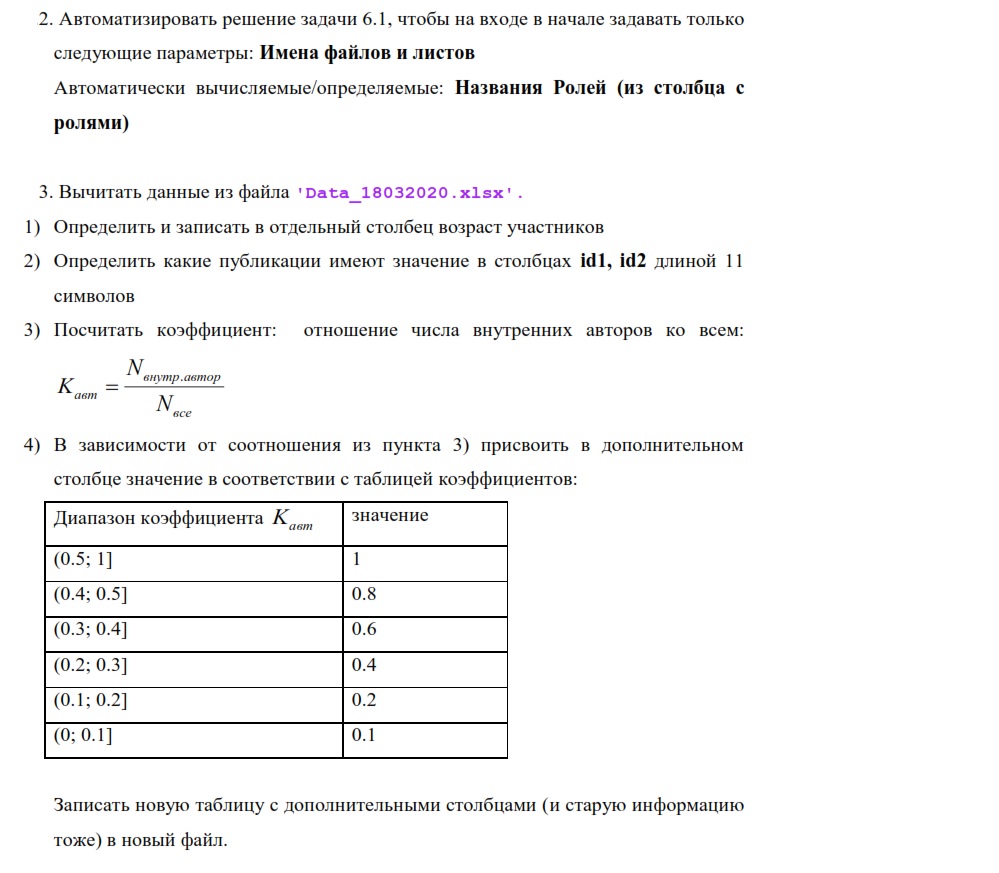 2. Автоматизировать решение задачи 6.1, чтобы на входе в начале задавать только
следующие параметры: Имена файлов и листов
Автоматически вычисляемые/определяемые: Названия Ролей (из столбца с
ролями)
3. Вычитать данные из файла 'Data_18032020.xlsx'.
1) Определить и записать в отдельный столбец возраст участников
2) Определить какие публикации имеют значение в столбцах id1, id2 длиной 11
символов
3) Посчитать коэффициент: отношение числа внутренних авторов ко всем:
K авт = N внутр.автор / N все
4) В зависимости от соотношения из пункта 3) присвоить в дополнительном
столбце значение в соответствии с таблицей коэффициентов:
Диапазон коэффициента K авт значение
(0.5; 1] 1
(0.4; 0.5] 0.8
(0.3; 0.4] 0.6
(0.2; 0.3] 0.4
(0.1; 0.2] 0.2
(0; 0.1] 0.1
Записать новую таблицу с дополнительными столбцами (и старую информацию
тоже) в новый файл.